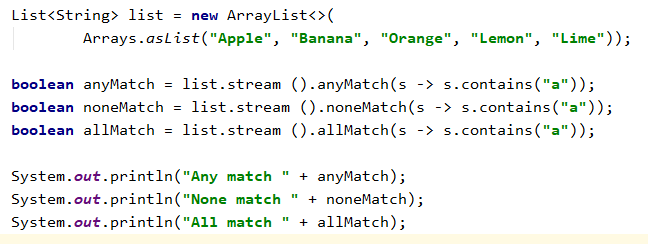 List<String> list = new ArrayList<>(
Arrays.asList("Apple", "Banana", "Orange", "Lemon", "Lime"));
boolean anyMatch = list.stream ().anyMatch(s -> s.contains("a"));
boolean noneMatch = list.stream ().noneMatch(s -> s.contains("a"));
boolean allMatch = list.stream ().allMatch(s -> s.contains("a"));
System.out.println("Any match " + anyMatch);
System.out.println("None match " + noneMatch);
System.out.println("All match " + allMatch);